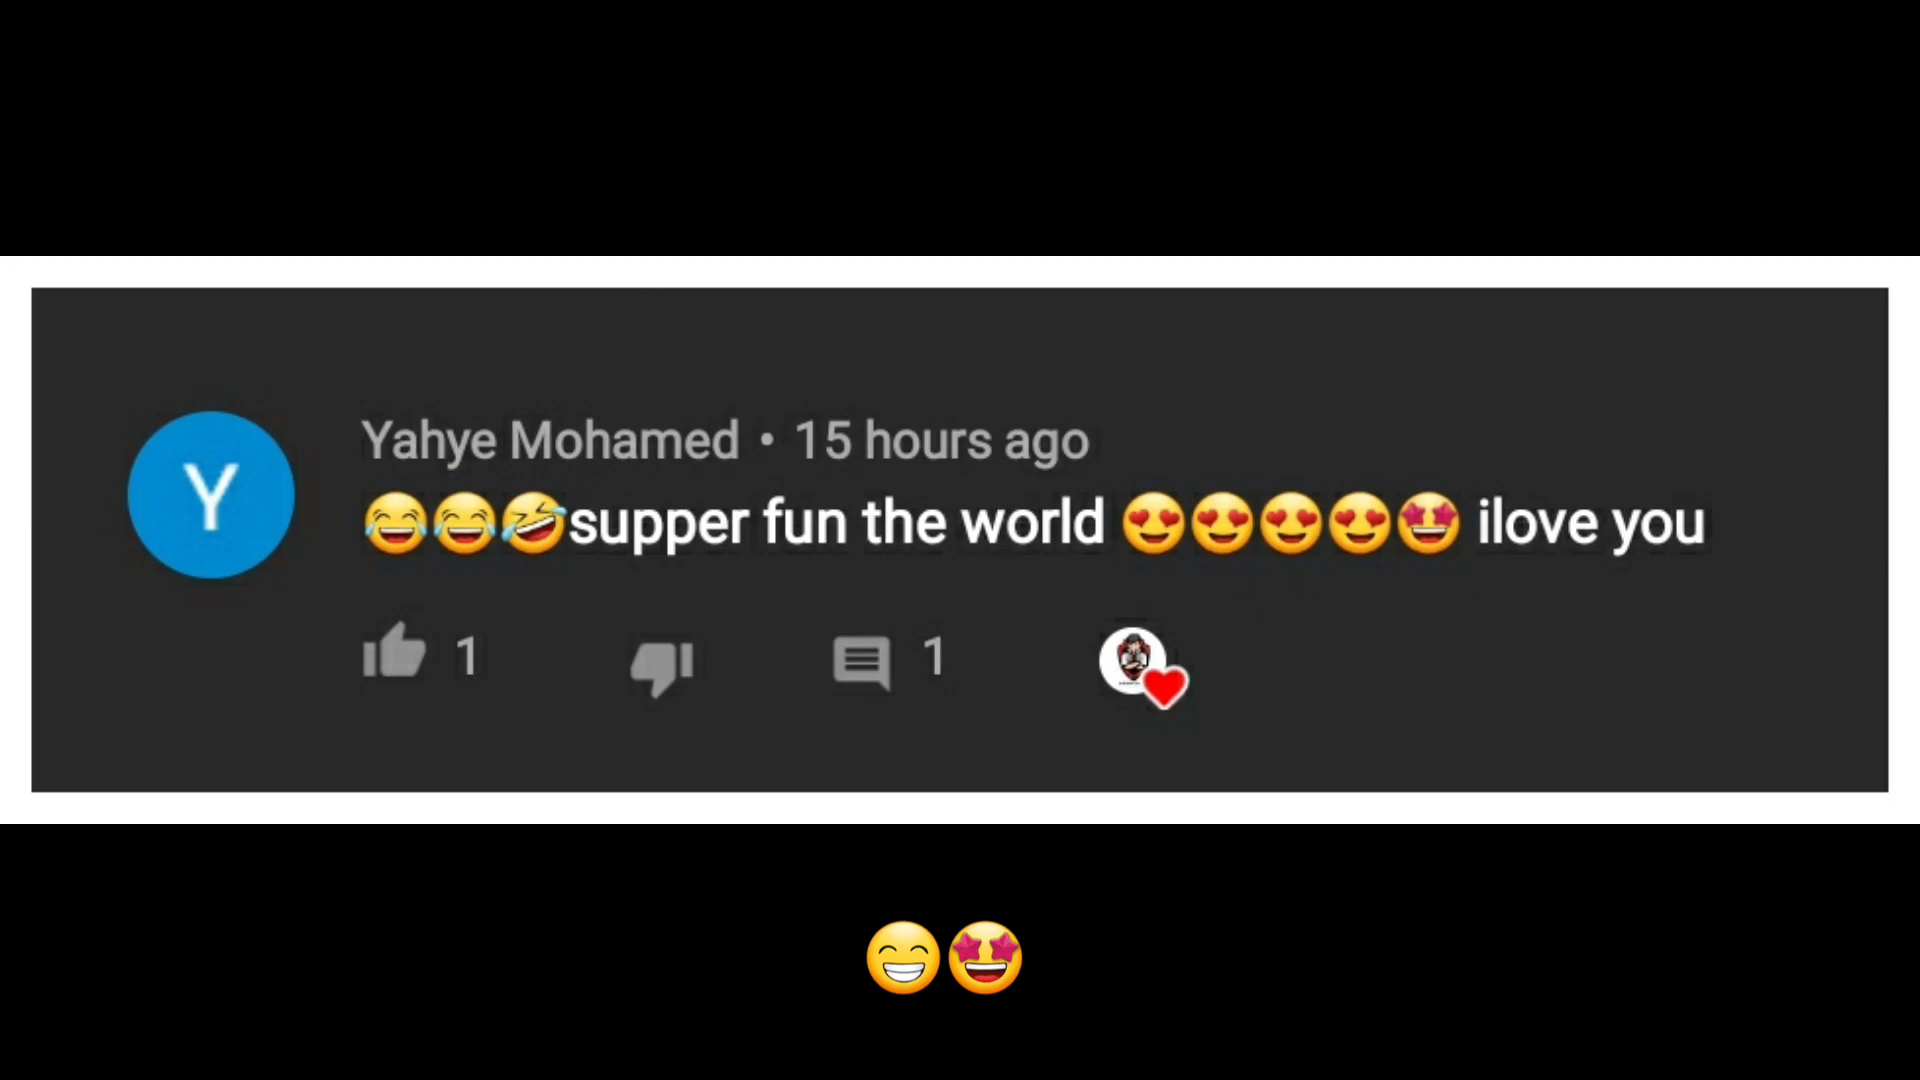 Y
Yahye Mohamed • 15 hours ago
😂😂🤣supper fun the world 😍😍😍😍🤩 ilove you
1 1
😁🤩